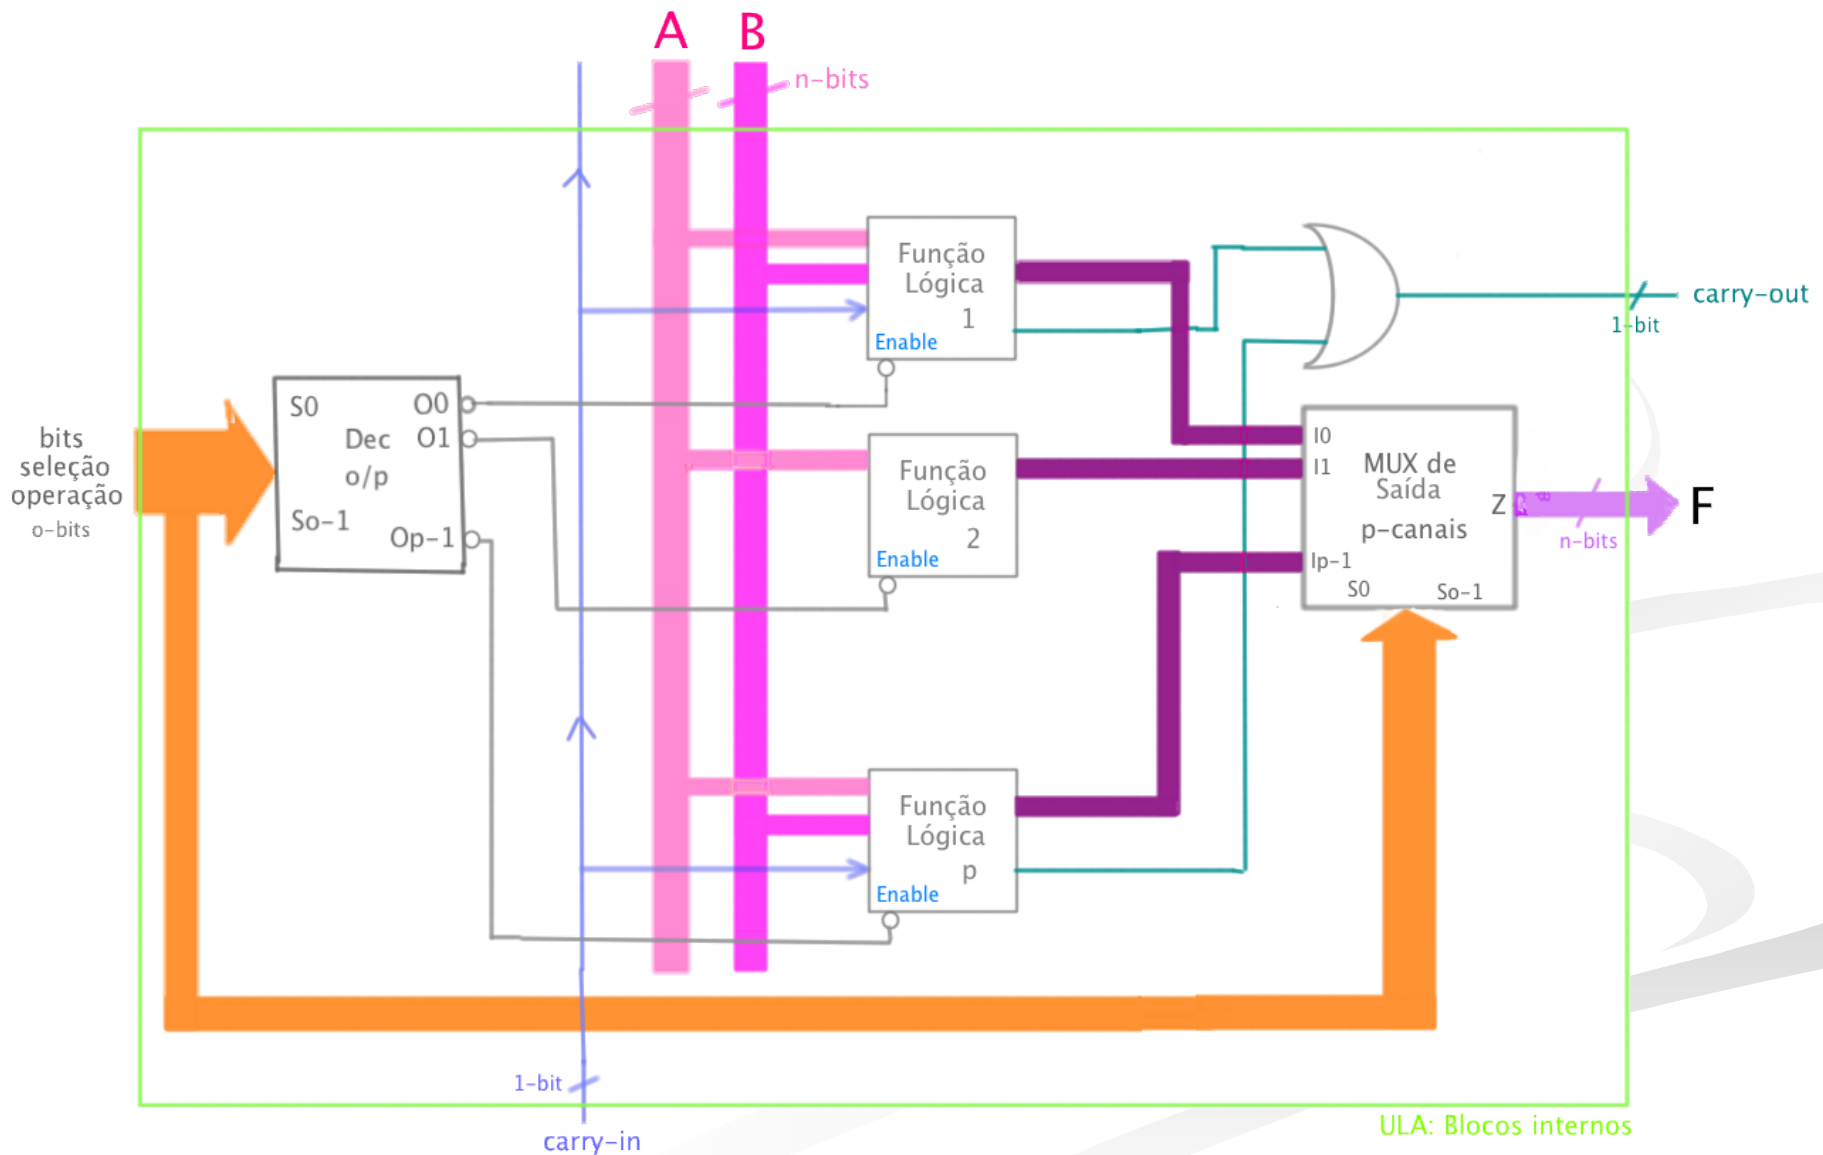 A
B
n-bits
Função
Lógica
1
Enable
carry-out
1-bit
bits
seleção
operação
o-bits
S0
O0
Dec
O1
o/p
So-1
Op-1
Função
Lógica
2
Enable
I0
I1
MUX de
Saída
p-canais
Z
Ip-1
S0
So-1
F
n-bits
Função
Lógica
p
Enable
1-bit
carry-in
ULA: Blocos internos